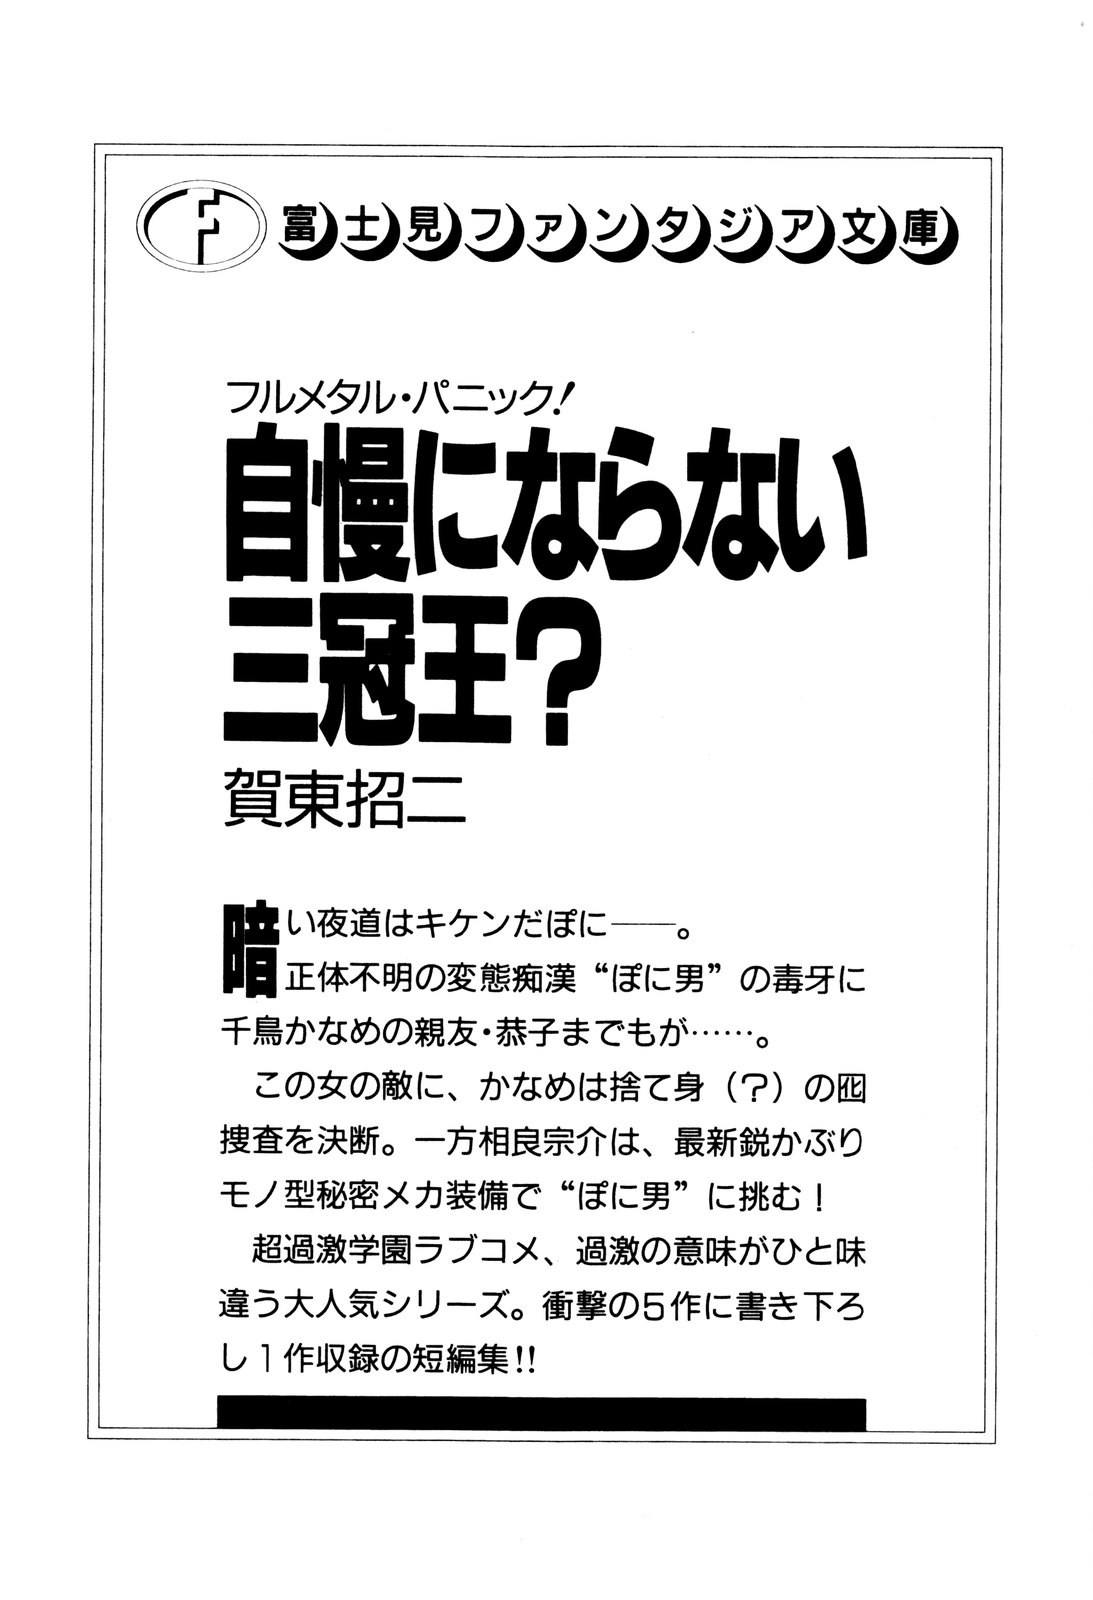 富士見ファンタジア文庫
フルメタル・パニック!
自慢にならない
三冠王?
賀東招二
暗い夜道はキケンだぽに——。
正体不明の変態痴漢“ぽに男”の毒牙に
千鳥かなめの親友・恭子までもが……。
この女の敵に、かなめは捨て身(?)の囮
捜査を決断。一方相良宗介は、最新鋭かぶり
モノ型秘密メカ装備で“ぽに男”に挑む!
超過激学園ラブコメ、過激の意味がひと味
違う大人気シリーズ。衝撃の5作に書き下ろ
し1作収録の短編集!!